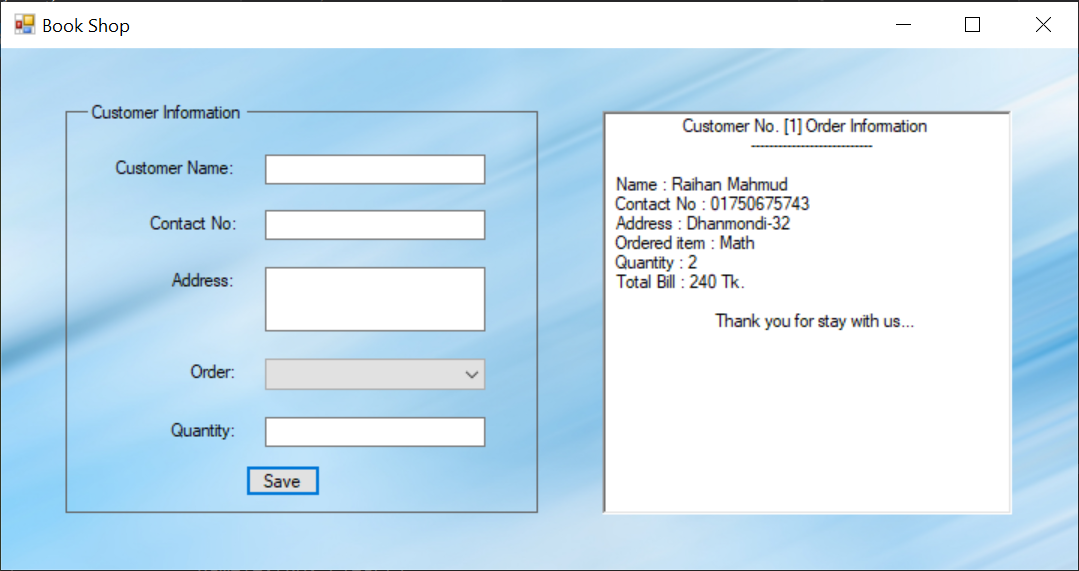 Book Shop
Customer Information
Customer Name:
Contact No:
Address:
Order:
Quantity:
Save
Customer No. [1] Order Information
---------------------------
Name : Raihan Mahmud
Contact No : 01750675743
Address : Dhanmondi-32
Ordered item : Math
Quantity : 2
Total Bill : 240 Tk.
Thank you for stay with us...